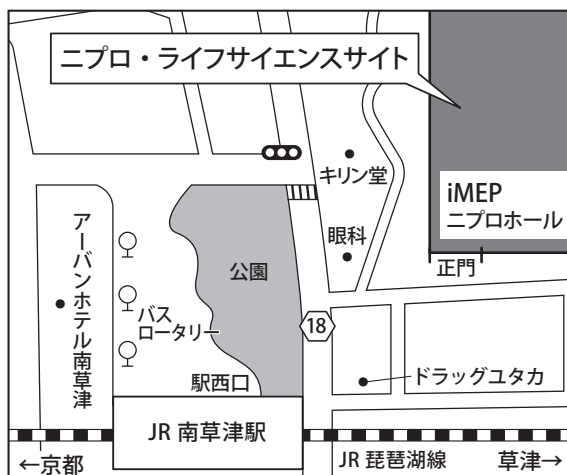 ニプロ・ライフサイエンスサイト
キリン堂
iMEP
ニプロホール
眼科
正門
アーバンホテル南草津
公園
バス
ロータリー
18
駅西口
ドラッグユタカ
JR 南草津駅
←京都
JR 琵琶湖線
草津→